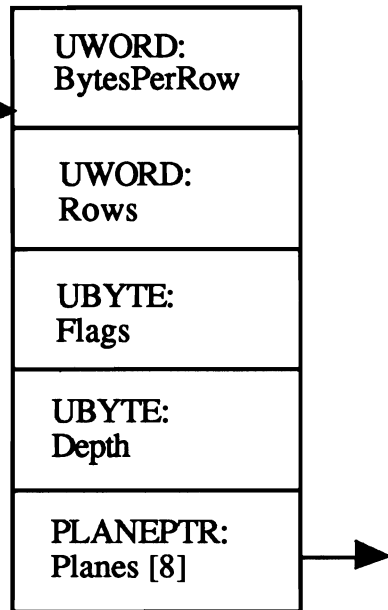 UWORD:
BytesPerRow
UWORD:
Rows
UBYTE:
Flags
UBYTE:
Depth
PLANEPTR:
Planes [8]